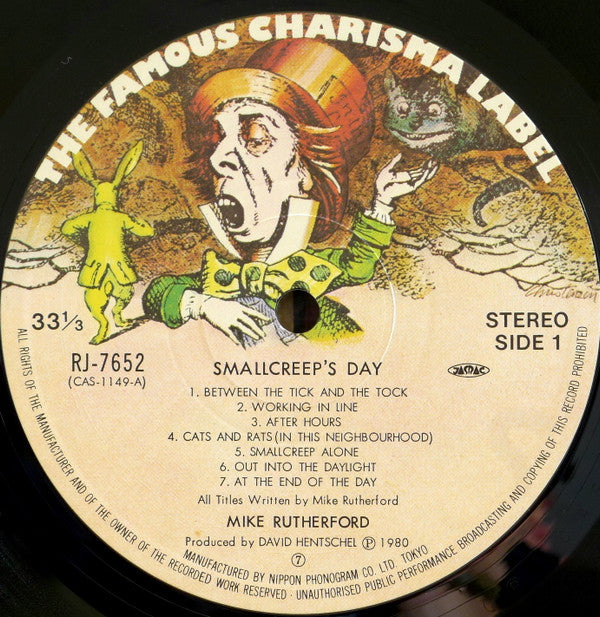 THE FAMOUS CHARISMA LABEL
33⅓
STEREO
SIDE 1
RJ-7652
(CAS-1149-A)
JASRAC
SMALLCREEP'S DAY
1. BETWEEN THE TICK AND THE TOCK
2. WORKING IN LINE
3. AFTER HOURS
4. CATS AND RATS (IN THIS NEIGHBOURHOOD)
5. SMALLCREEP ALONE
6. OUT INTO THE DAYLIGHT
7. AT THE END OF THE DAY
All Titles Written by Mike Rutherford
MIKE RUTHERFORD
Produced by DAVID HENTSCHEL Ⓟ 1980
⑦
ALL RIGHTS OF THE MANUFACTURER AND OF THE OWNER OF THE RECORDED WORK RESERVED · UNAUTHORISED PUBLIC PERFORMANCE BROADCASTING AND COPYING OF THIS RECORD PROHIBITED
MANUFACTURED BY NIPPON PHONOGRAM CO. LTD. TOKYO